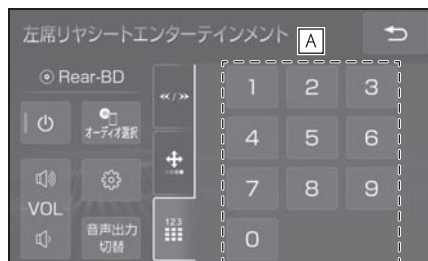 左席リヤシートエンターテインメント
A
Rear-BD
オーディオ選択
VOL
音声出力
切替
123
1 2 3
4 5 6
7 8 9
0